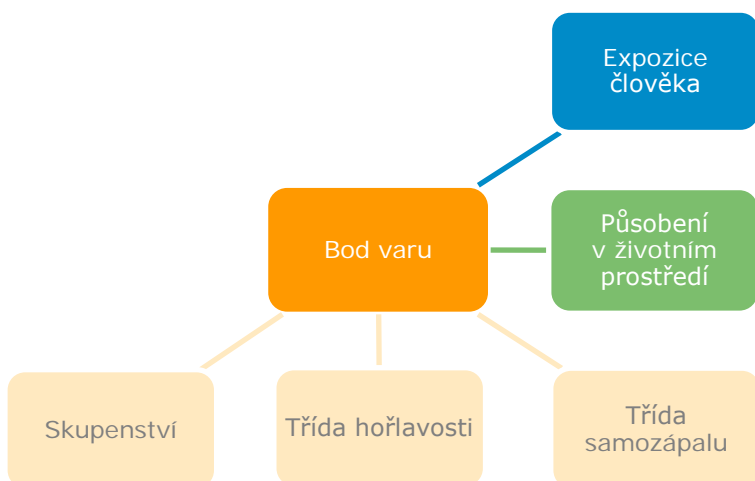 Expozice
člověka
Bod varu
Působení
v životním
prostředí
Skupenství
Třída hořlavosti
Třída
samozápalu